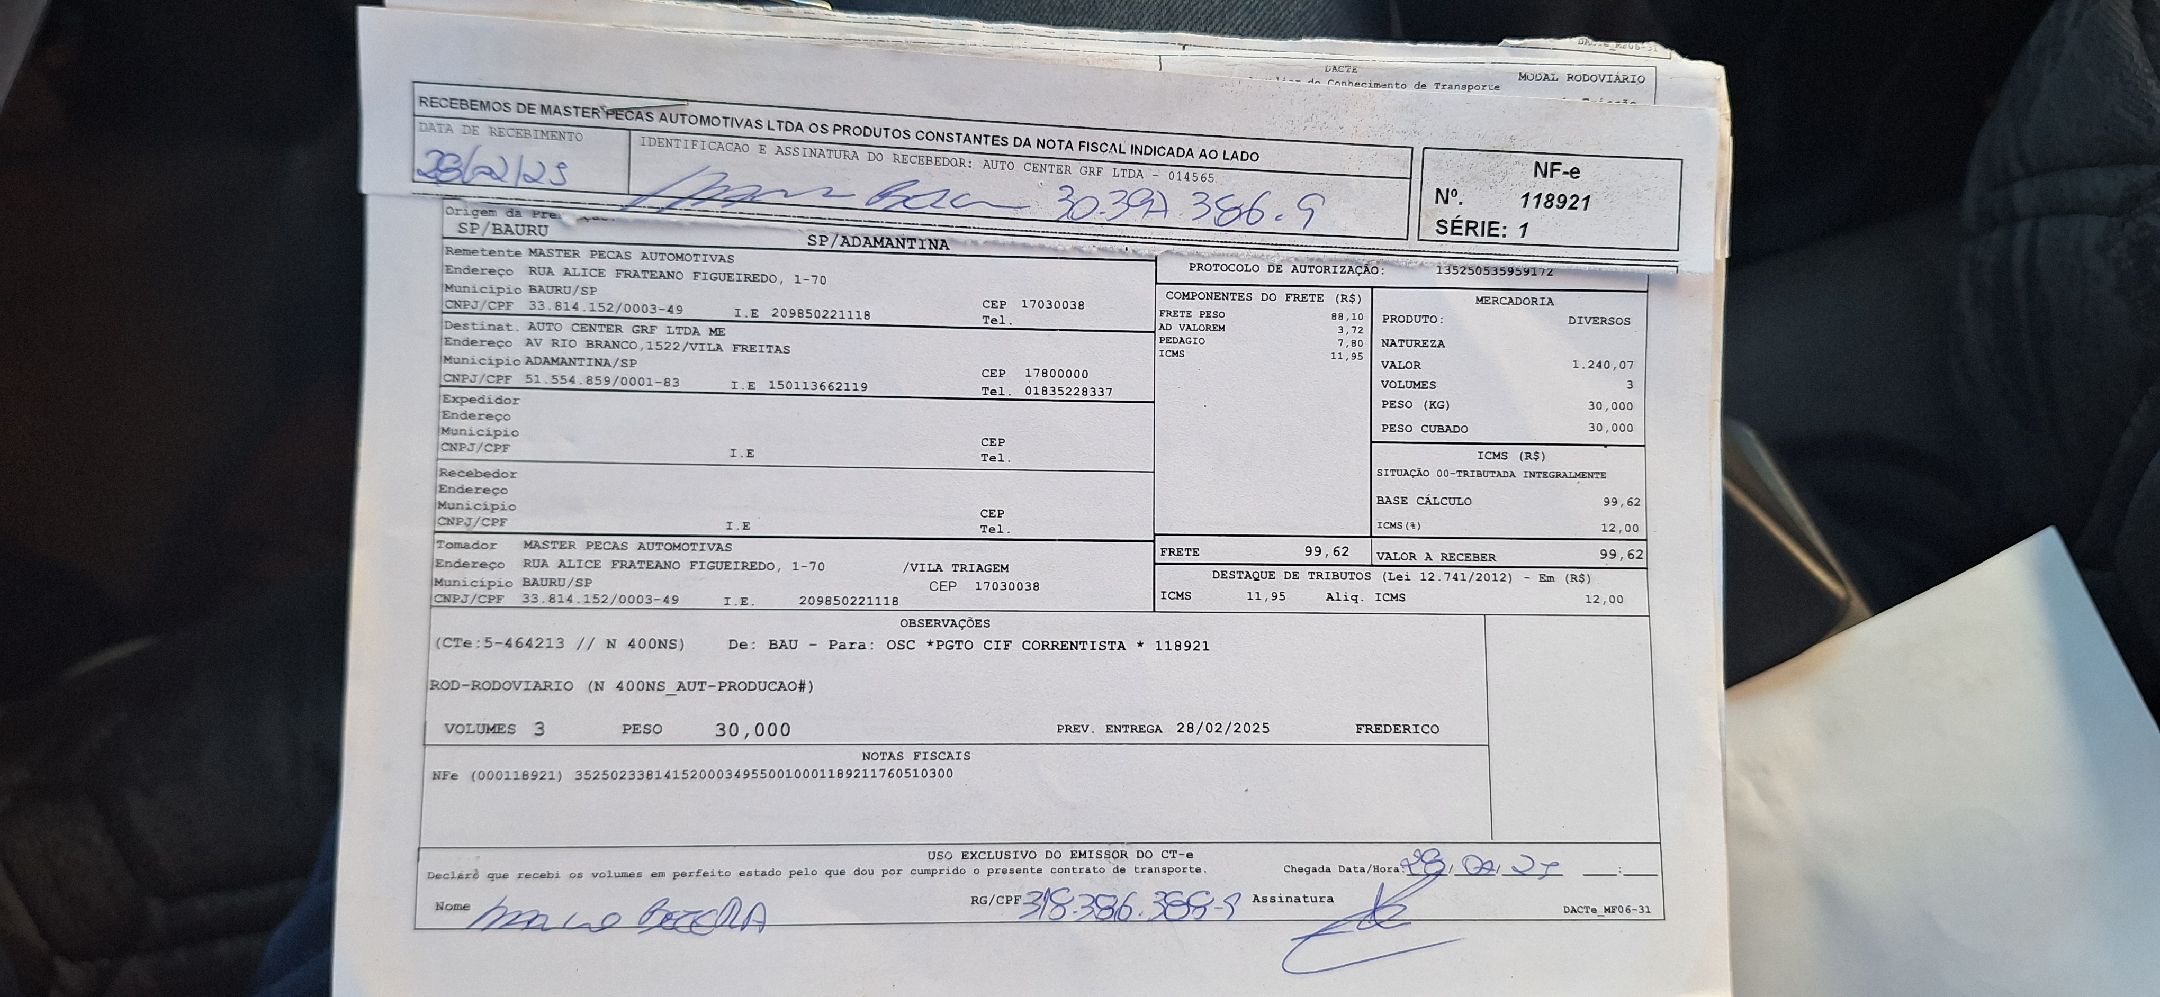 DACTe_MF06-31
DACTE
MODAL RODOVIÁRIO
de Conhecimento de Transporte
RECEBEMOS DE MASTER PECAS AUTOMOTIVAS LTDA OS PRODUTOS CONSTANTES DA NOTA FISCAL INDICADA AO LADO
DATA DE RECEBIMENTO
IDENTIFICACAO E ASSINATURA DO RECEBEDOR: AUTO CENTER GRF LTDA - 014565
NF-e
Nº. 118921
SÉRIE: 1
Origem da
SP/BAURU
SP/ADAMANTINA
Remetente MASTER PECAS AUTOMOTIVAS
Endereço RUA ALICE FRATEANO FIGUEIREDO, 1-70
Município BAURU/SP
CEP 17030038
CNPJ/CPF 33.814.152/0003-49 I.E 209850221118 Tel.
Destinat. AUTO CENTER GRF LTDA ME
Endereço AV RIO BRANCO,1522/VILA FREITAS
Município ADAMANTINA/SP
CEP 17800000
CNPJ/CPF 51.554.859/0001-83 I.E 150113662119 Tel. 01835228337
Expedidor
Endereço
Município
CEP
CNPJ/CPF I.E Tel.
Recebedor
Endereço
Município
CEP
CNPJ/CPF I.E Tel.
Tomador MASTER PECAS AUTOMOTIVAS
Endereço RUA ALICE FRATEANO FIGUEIREDO, 1-70 /VILA TRIAGEM
Município BAURU/SP CEP 17030038
CNPJ/CPF 33.814.152/0003-49 I.E. 209850221118
PROTOCOLO DE AUTORIZAÇÃO: 135250535959172
COMPONENTES DO FRETE (R$)
FRETE PESO 88,10
AD VALOREM 3,72
PEDAGIO 7,80
ICMS 11,95
MERCADORIA
PRODUTO: DIVERSOS
NATUREZA
VALOR 1.240,07
VOLUMES 3
PESO (KG) 30,000
PESO CUBADO 30,000
ICMS (R$)
SITUAÇÃO 00-TRIBUTADA INTEGRALMENTE
BASE CÁLCULO 99,62
ICMS(%) 12,00
FRETE 99,62
VALOR A RECEBER 99,62
DESTAQUE DE TRIBUTOS (Lei 12.741/2012) - Em (R$)
ICMS 11,95 Aliq. ICMS 12,00
OBSERVAÇÕES
(CTe:5-464213 // N 400NS) De: BAU - Para: OSC *PGTO CIF CORRENTISTA * 118921
ROD-RODOVIARIO (N 400NS_AUT-PRODUCAO#)
VOLUMES 3 PESO 30,000 PREV. ENTREGA 28/02/2025 FREDERICO
NOTAS FISCAIS
NFe (000118921) 35250233814152000349550010001189211760510300
USO EXCLUSIVO DO EMISSOR DO CT-e
Declaro que recebi os volumes em perfeito estado pelo que dou por cumprido o presente contrato de transporte.
Chegada Data/Hora:
Nome
RG/CPF 318.386.388-9 Assinatura
DACTe_MF06-31